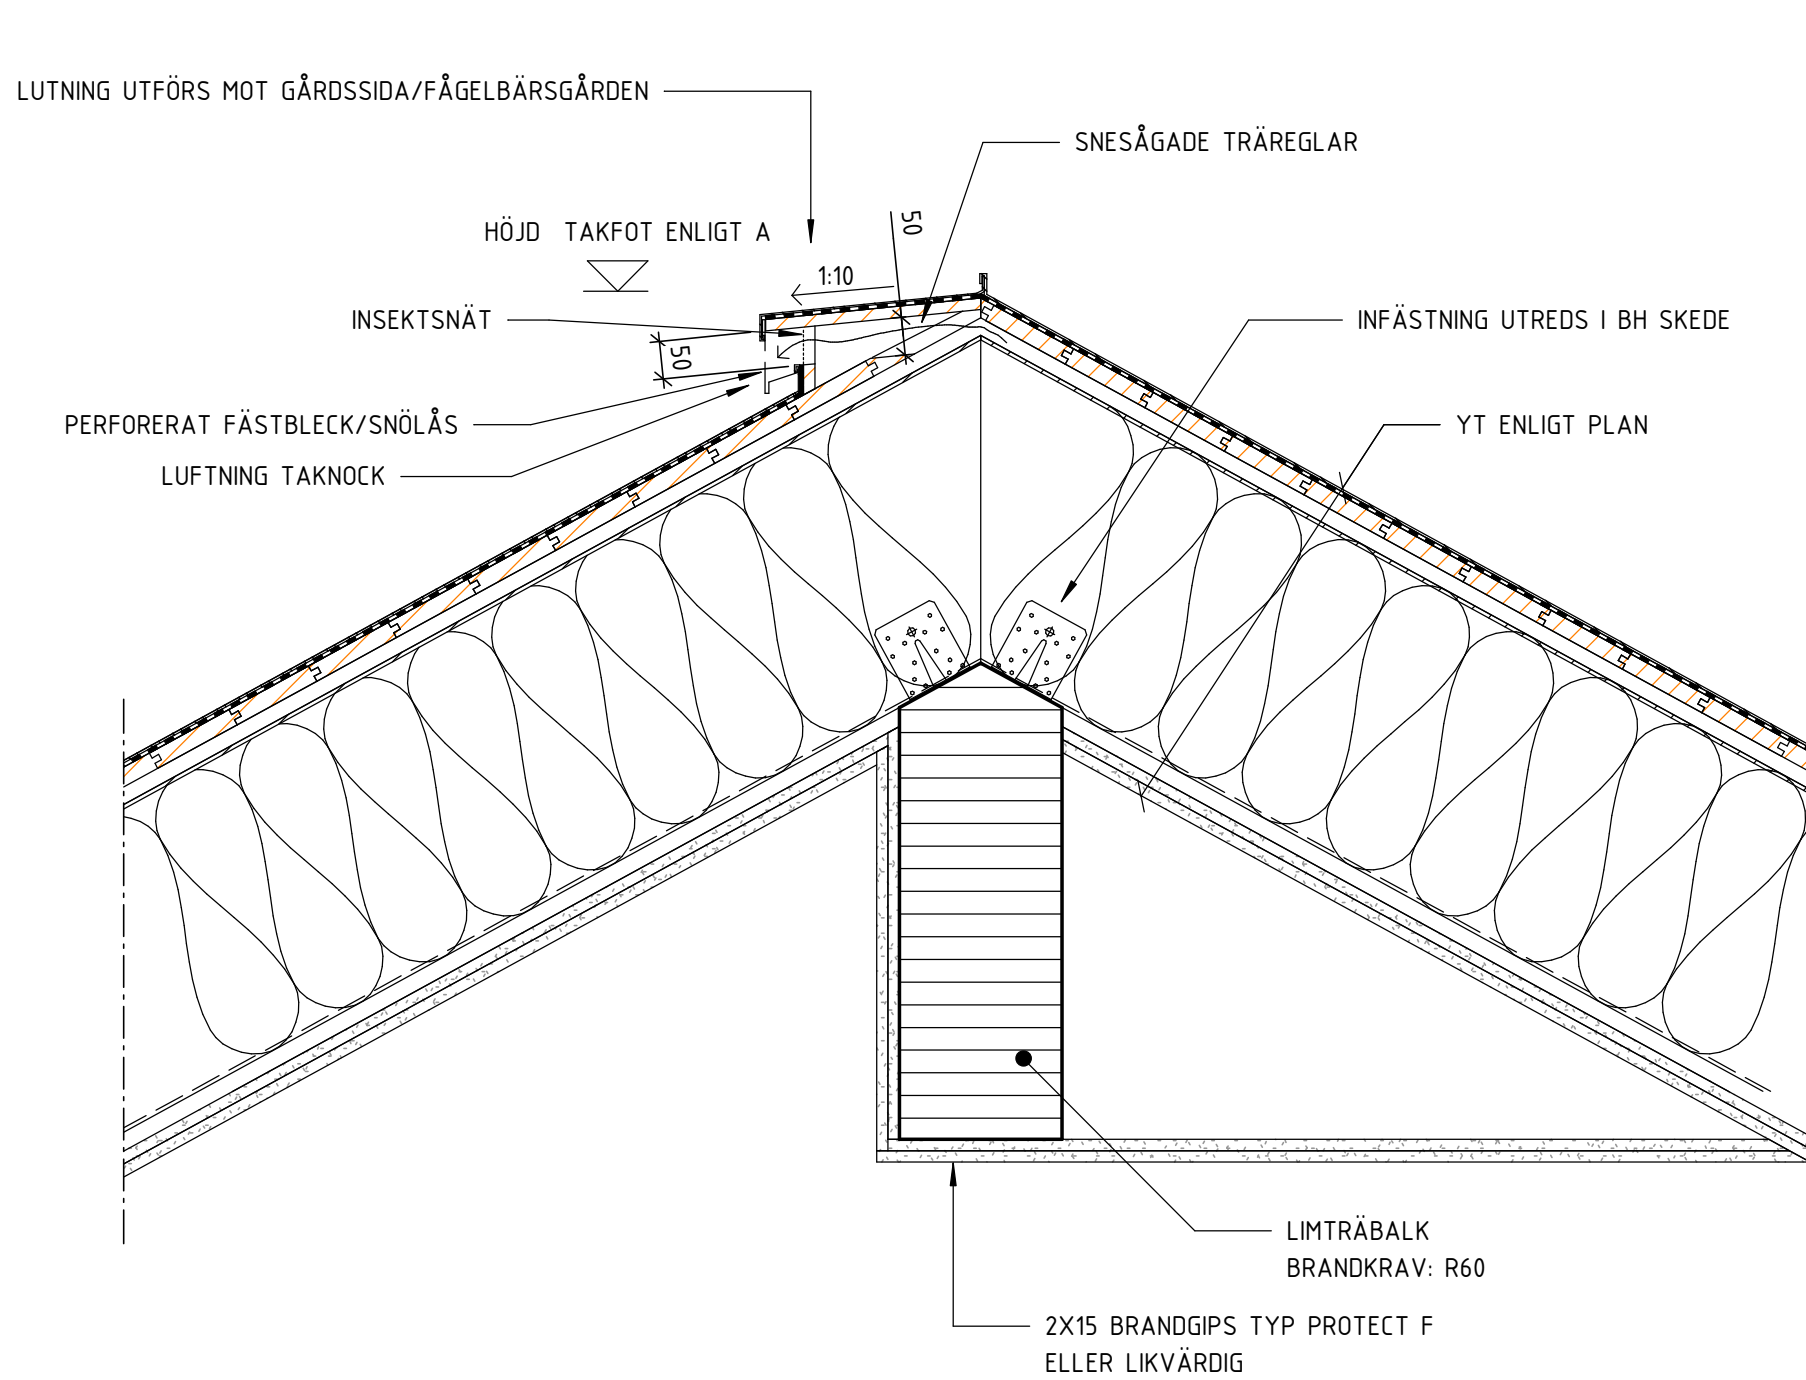 LUTNING UTFÖRS MOT GÅRDSSIDA/FÅGELBÄRSGÅRDEN
SNESÅGADE TRÄREGLAR
HÖJD TAKFOT ENLIGT A
50
1:10
INSEKTSNÄT
INFÄSTNING UTREDS I BH SKEDE
50
PERFORERAT FÄSTBLECK/SNÖLÅS
YT ENLIGT PLAN
LUFTNING TAKNOCK
LIMTRÄBALK
BRANDKRAV: R60
2X15 BRANDGIPS TYP PROTECT F
ELLER LIKVÄRDIG